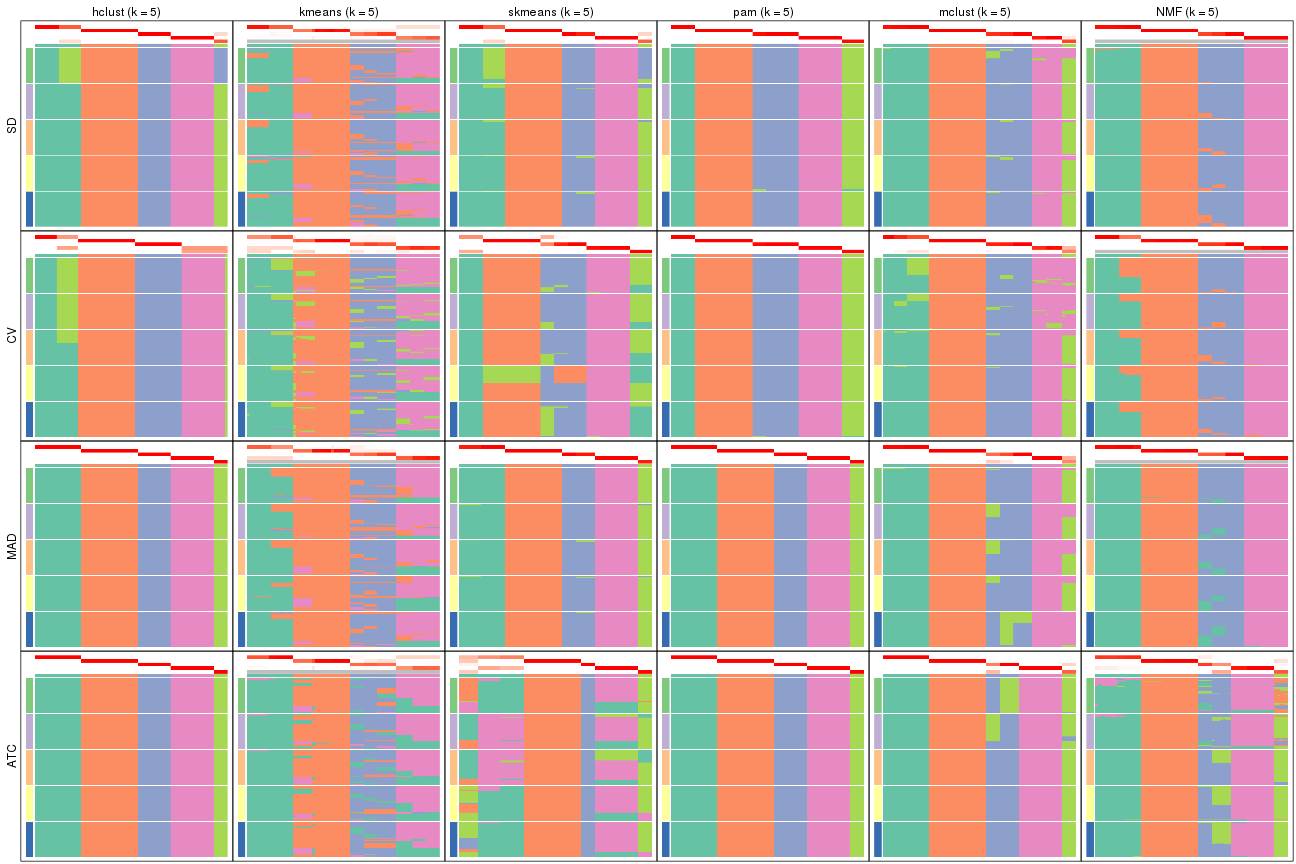 hclust (k = 5) kmeans (k = 5) skmeans (k = 5) pam (k = 5) mclust (k = 5) NMF (k = 5)
SD
CV
MAD
ATC